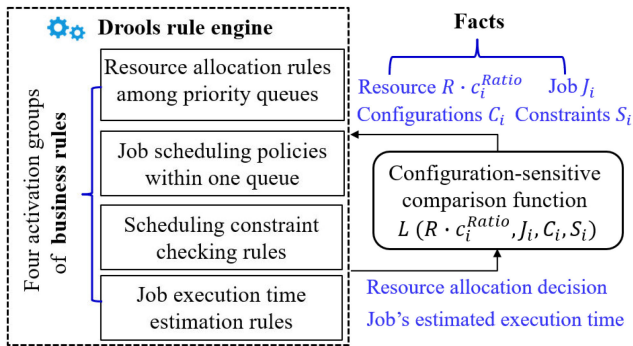 Drools rule engine
Four activation groups
of business rules
Resource allocation rules
among priority queues
Job scheduling policies
within one queue
Scheduling constraint
checking rules
Job execution time
estimation rules
Facts
Resource R · c_i^Ratio Job J_i
Configurations C_i Constraints S_i
Configuration-sensitive
comparison function
L (R · c_i^Ratio, J_i, C_i, S_i)
Resource allocation decision
Job's estimated execution time